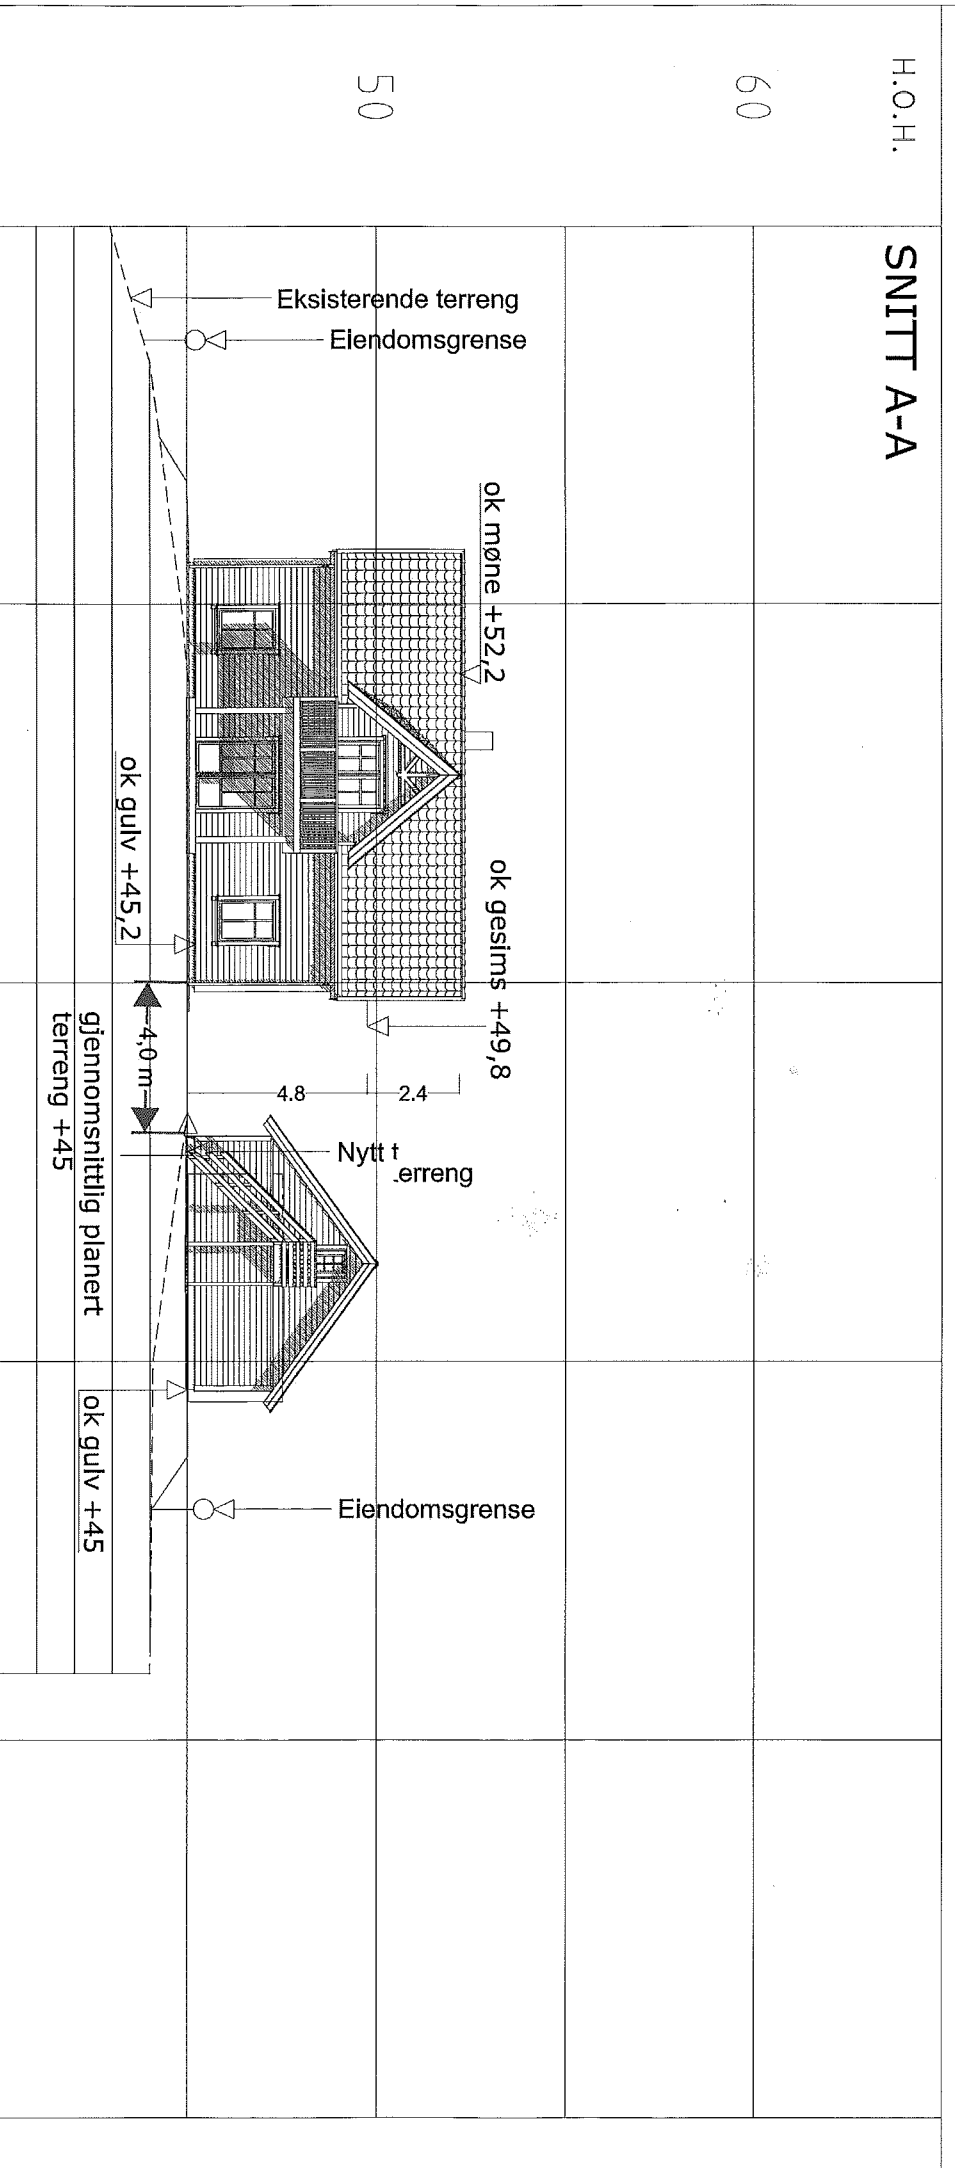 H.O.H.
SNITT A-A
60
50
Eksisterende terreng
Eiendomsgrense
ok møne +52,2
ok gesims +49,8
ok gulv +45,2
4,0 m
4.8
2.4
Nytt terreng
gjennomsnittlig planert
terreng +45
ok gulv +45
Eiendomsgrense